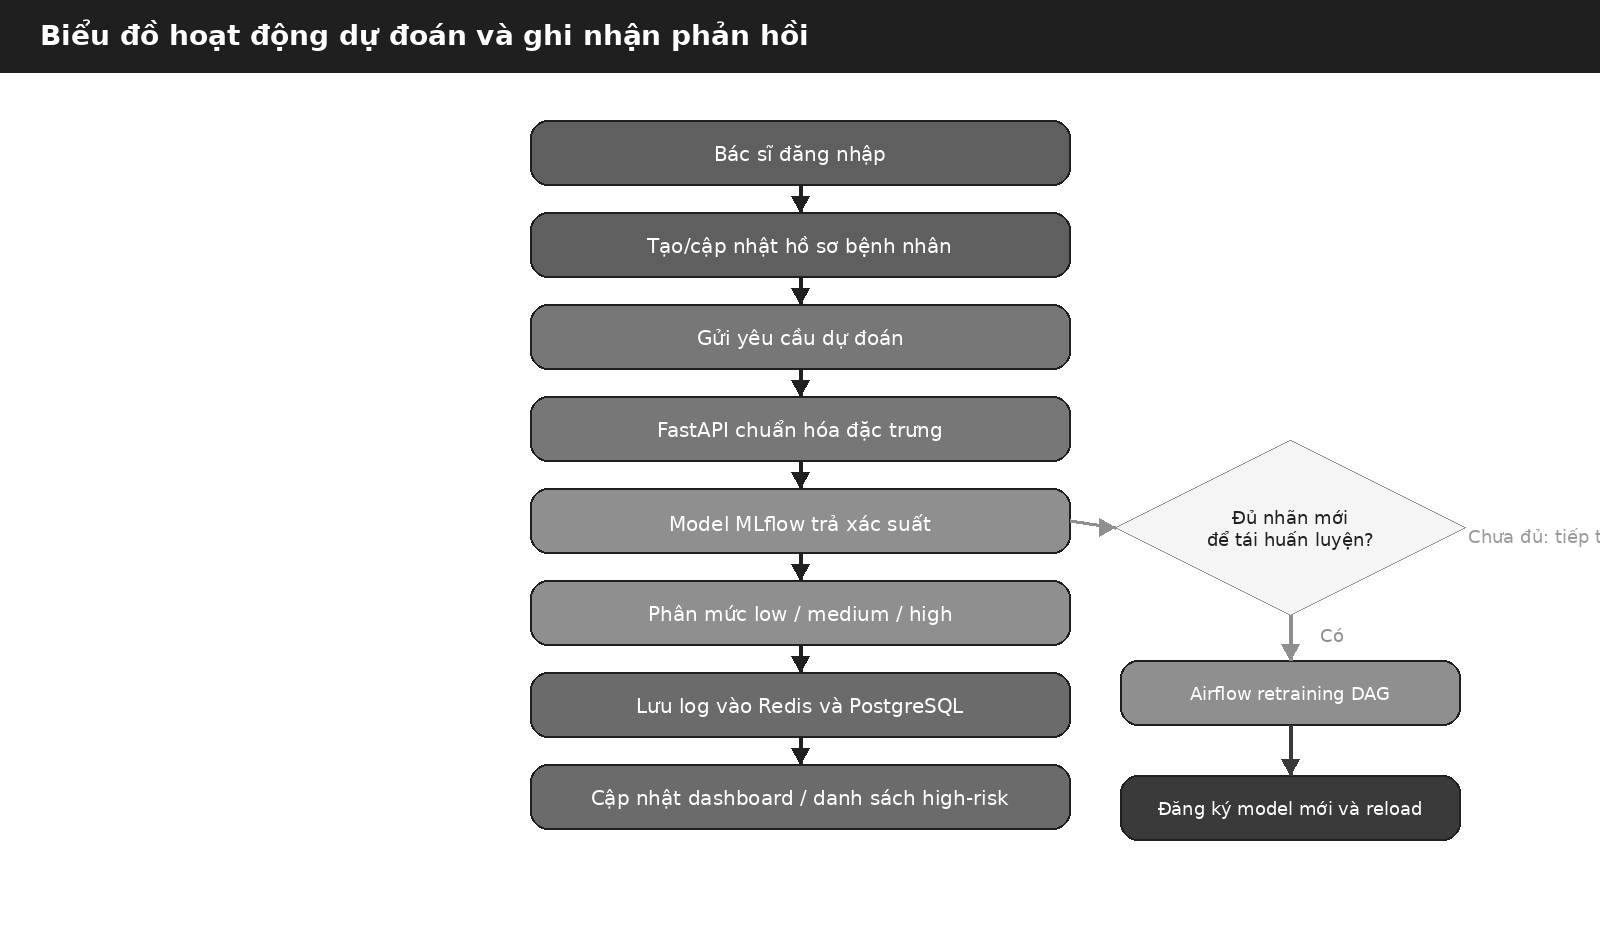 Biểu đồ hoạt động dự đoán và ghi nhận phản hồi
Bác sĩ đăng nhập
Tạo/cập nhật hồ sơ bệnh nhân
Gửi yêu cầu dự đoán
FastAPI chuẩn hóa đặc trưng
Model MLflow trả xác suất
Phân mức low / medium / high
Lưu log vào Redis và PostgreSQL
Cập nhật dashboard / danh sách high-risk
Đủ nhãn mới
để tái huấn luyện?
Chưa đủ: tiếp
Có
Airflow retraining DAG
Đăng ký model mới và reload